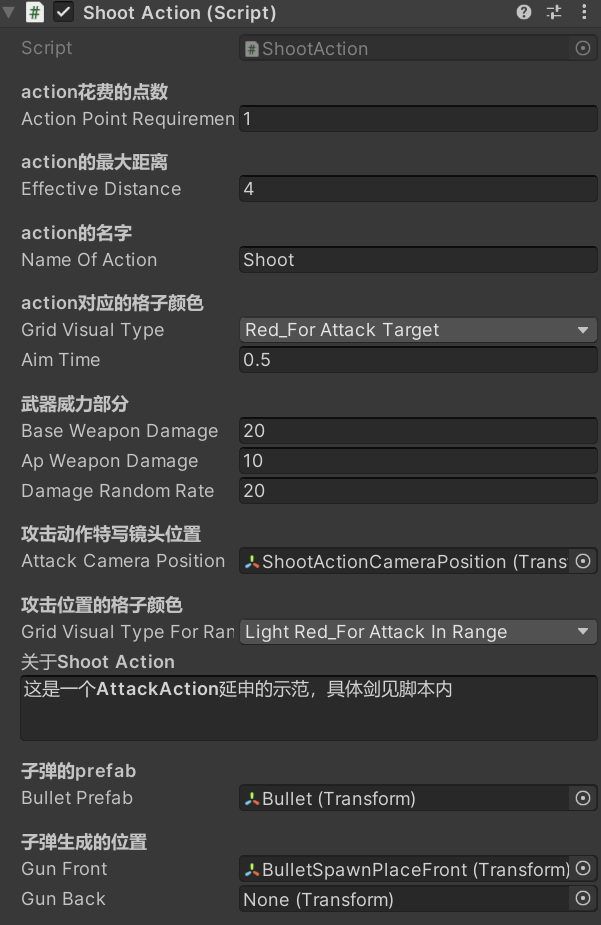 Shoot Action (Script)
Script ShootAction
action花费的点数
Action Point Requiremen 1
action的最大距离
Effective Distance 4
action的名字
Name Of Action Shoot
action对应的格子颜色
Grid Visual Type Red_For Attack Target
Aim Time 0.5
武器威力部分
Base Weapon Damage 20
Ap Weapon Damage 10
Damage Random Rate 20
攻击动作特写镜头位置
Attack Camera Position ShootActionCameraPosition (Trans
攻击位置的格子颜色
Grid Visual Type For Ran Light Red_For Attack In Range
关于Shoot Action
这是一个AttackAction延申的示范，具体剑见脚本内
子弹的prefab
Bullet Prefab Bullet (Transform)
子弹生成的位置
Gun Front BulletSpawnPlaceFront (Transform)
Gun Back None (Transform)